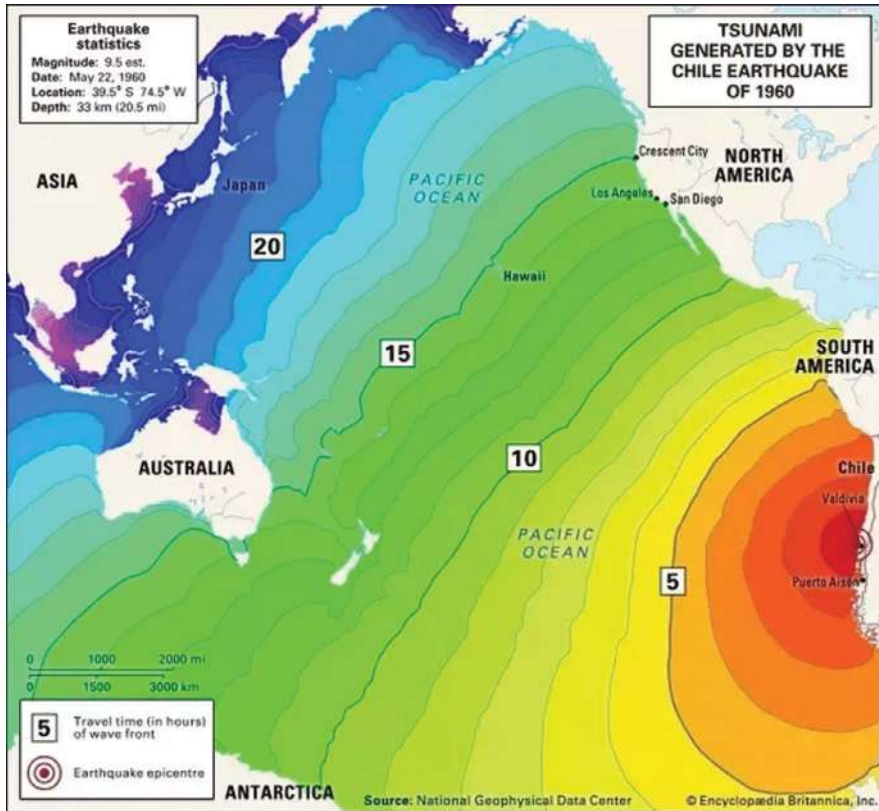 Earthquake
statistics
Magnitude: 9.5 est.
Date: May 22, 1960
Location: 39.5° S 74.5° W
Depth: 33 km (20.5 mi)
TSUNAMI
GENERATED BY THE
CHILE EARTHQUAKE
OF 1960
ASIA
Japan
PACIFIC
OCEAN
Crescent City
NORTH
AMERICA
Los Angeles
San Diego
20
Hawaii
15
SOUTH
AMERICA
10
AUSTRALIA
Chile
Valdivia
PACIFIC
OCEAN
5
Puerto Aisén
0 1000 2000 mi
0 1500 3000 km
5 Travel time (in hours)
of wave front
Earthquake epicentre
ANTARCTICA
Source: National Geophysical Data Center
© Encyclopædia Britannica, Inc.